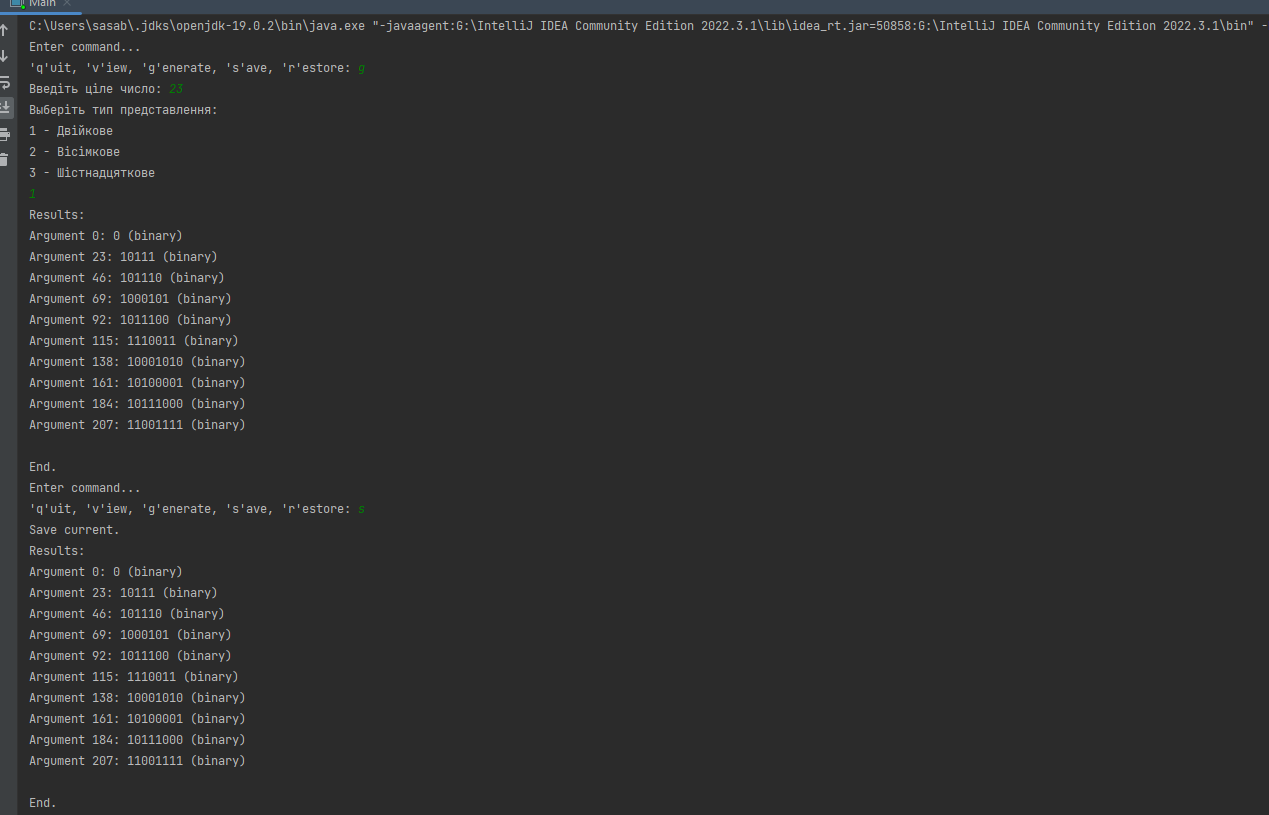 Main
C:\Users\sasab\.jdks\openjdk-19.0.2\bin\java.exe "-javaagent:G:\IntelliJ IDEA Community Edition 2022.3.1\lib\idea_rt.jar=50858:G:\IntelliJ IDEA Community Edition 2022.3.1\bin" -
Enter command...
'q'uit, 'v'iew, 'g'enerate, 's'ave, 'r'estore: g
Введіть ціле число: 23
Выберіть тип представлення:
1 - Двійкове
2 - Вісімкове
3 - Шістнадцяткове
1
Results:
Argument 0: 0 (binary)
Argument 23: 10111 (binary)
Argument 46: 101110 (binary)
Argument 69: 1000101 (binary)
Argument 92: 1011100 (binary)
Argument 115: 1110011 (binary)
Argument 138: 10001010 (binary)
Argument 161: 10100001 (binary)
Argument 184: 10111000 (binary)
Argument 207: 11001111 (binary)
End.
Enter command...
'q'uit, 'v'iew, 'g'enerate, 's'ave, 'r'estore: s
Save current.
Results:
Argument 0: 0 (binary)
Argument 23: 10111 (binary)
Argument 46: 101110 (binary)
Argument 69: 1000101 (binary)
Argument 92: 1011100 (binary)
Argument 115: 1110011 (binary)
Argument 138: 10001010 (binary)
Argument 161: 10100001 (binary)
Argument 184: 10111000 (binary)
Argument 207: 11001111 (binary)
End.